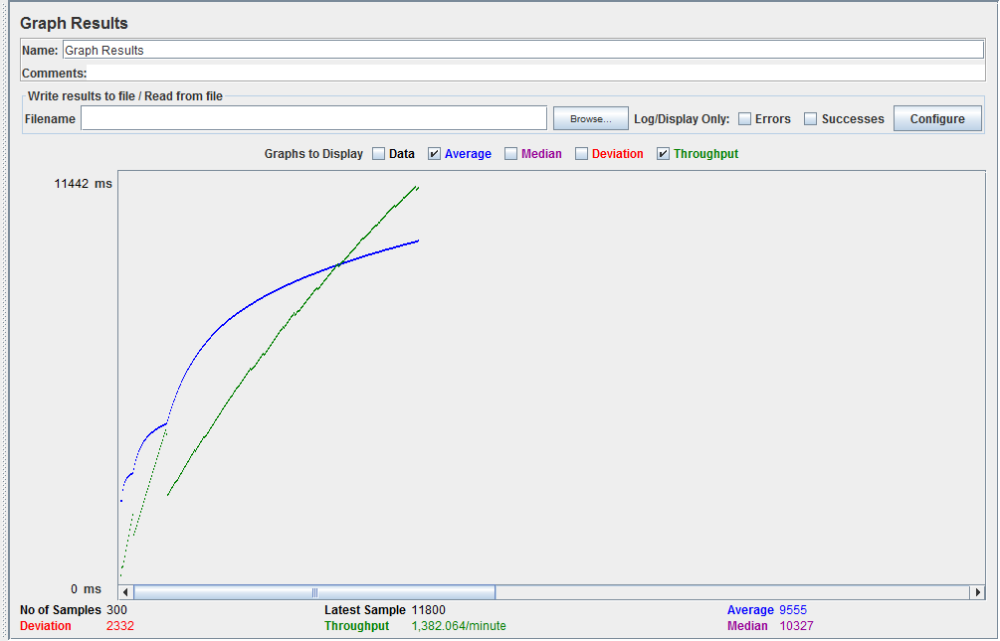 Graph Results
Name: Graph Results
Comments:
Write results to file / Read from file
Filename Browse... Log/Display Only: Errors Successes Configure
Graphs to Display Data Average Median Deviation Throughput
11442 ms
0 ms
No of Samples 300 Latest Sample 11800 Average 9555
Deviation 2332 Throughput 1,382.064/minute Median 10327